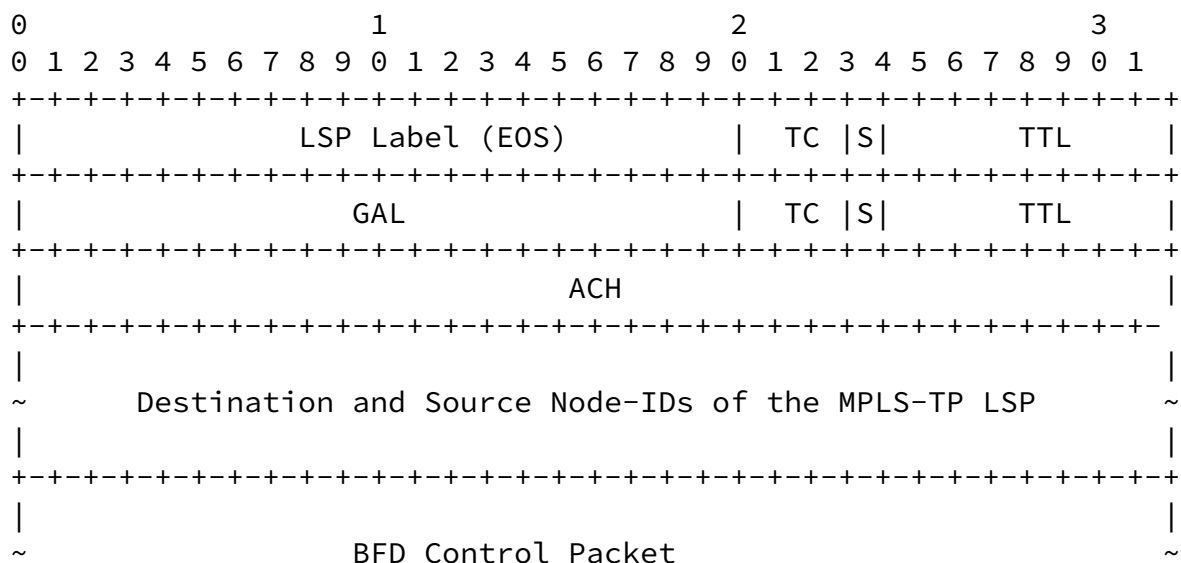 0                   1                   2                   3
0 1 2 3 4 5 6 7 8 9 0 1 2 3 4 5 6 7 8 9 0 1 2 3 4 5 6 7 8 9 0 1
+-+-+-+-+-+-+-+-+-+-+-+-+-+-+-+-+-+-+-+-+-+-+-+-+-+-+-+-+-+-+-+-+
|               LSP Label (EOS)         |  TC |S|       TTL     |
+-+-+-+-+-+-+-+-+-+-+-+-+-+-+-+-+-+-+-+-+-+-+-+-+-+-+-+-+-+-+-+-+
|                  GAL                  |  TC |S|       TTL     |
+-+-+-+-+-+-+-+-+-+-+-+-+-+-+-+-+-+-+-+-+-+-+-+-+-+-+-+-+-+-+-+-+
|                              ACH                              |
+-+-+-+-+-+-+-+-+-+-+-+-+-+-+-+-+-+-+-+-+-+-+-+-+-+-+-+-+-+-+-+-
|                                                               |
~      Destination and Source Node-IDs of the MPLS-TP LSP       ~
|                                                               |
+-+-+-+-+-+-+-+-+-+-+-+-+-+-+-+-+-+-+-+-+-+-+-+-+-+-+-+-+-+-+-+-+
|                                                               |
~                  BFD Control Packet                           ~